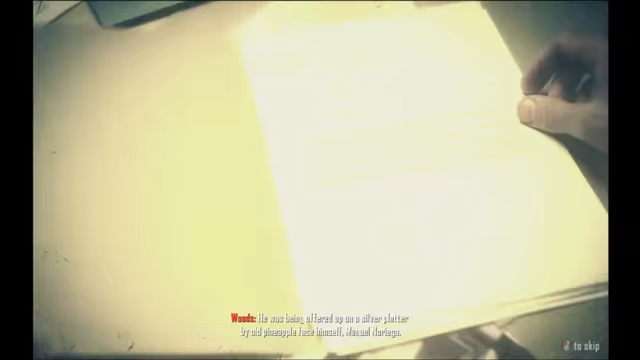 Woods: He was being offered up on a silver platter
by old pineapple face himself, Manuel Noriega.
to skip